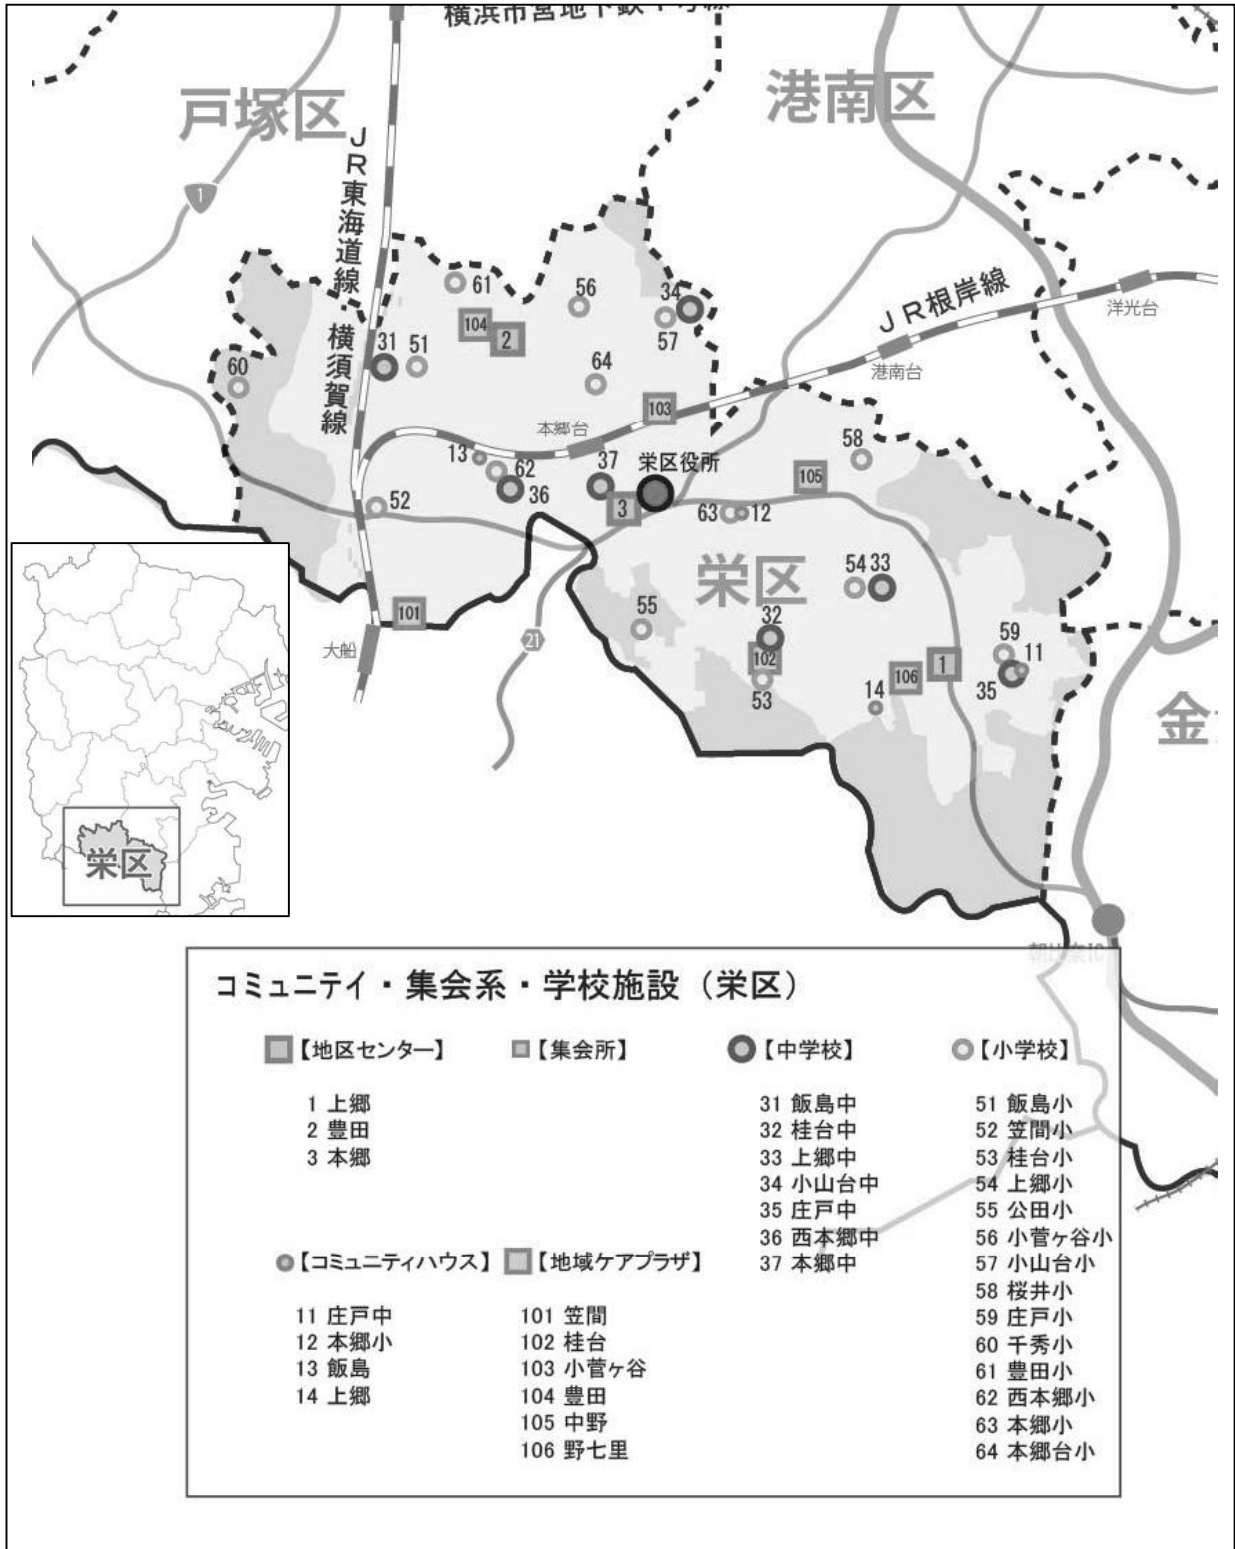 戸塚区
港南区
1
JR東海道線・横須賀線
JR根岸線
洋光台
港南台
61
56
34
104
2
57
31
51
64
60
103
本郷台
58
13
62
37
栄区役所
105
36
52
3
63
12
栄区
54
33
55
32
59
101
102
1
11
大船
21
53
106
14
35
金
栄区
コミュニテイ・集会系・学校施設（栄区）
【地区センター】
1 上郷
2 豊田
3 本郷
【集会所】
【中学校】
31 飯島中
32 桂台中
33 上郷中
34 小山台中
35 庄戸中
36 西本郷中
37 本郷中
【小学校】
51 飯島小
52 笠間小
53 桂台小
54 上郷小
55 公田小
56 小菅ヶ谷小
57 小山台小
58 桜井小
59 庄戸小
60 千秀小
61 豊田小
62 西本郷小
63 本郷小
64 本郷台小
【コミュニティハウス】
11 庄戸中
12 本郷小
13 飯島
14 上郷
【地域ケアプラザ】
101 笠間
102 桂台
103 小菅ヶ谷
104 豊田
105 中野
106 野七里